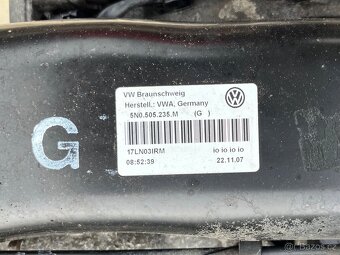 VW Braunschweig
Herstell.: VWA, Germany
5N0.505.235.M (G )
17LN03IRM io io io io
08:52:39 22.11.07
G